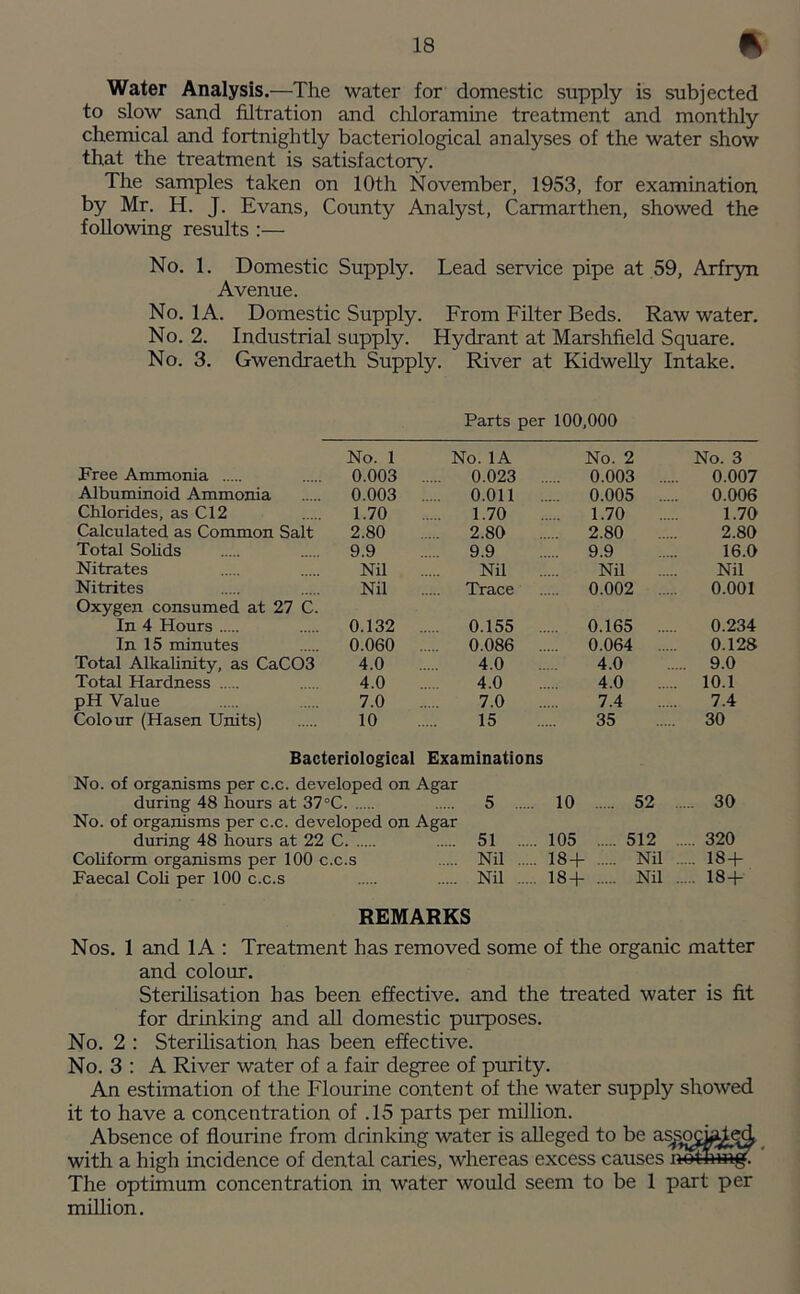 18
Water Analysis.—The water for domestic supply is subjected
to slow sand filtration and chloramine treatment and monthly
chemical and fortnightly bacteriological analyses of the water show
that the treatment is satisfactory.
The samples taken on 10th November, 1953, for examination
by Mr. H. J. Evans, County Analyst, Carmarthen, showed the
following results :—
No. 1. Domestic Supply. Lead service pipe at 59, Arfryn
Avenue.
No. 1A. Domestic Supply. From Filter Beds. Raw water.
No. 2. Industrial supply. Hydrant at Marshfield Square.
No. 3. Gwendraeth Supply. River at Kidwelly Intake.
Parts per 100,000
No. 1 No. 1A No. 2 No. 3
Free Ammonia ..... ..... 0.003 ..... 0.023 ..... 0.003 ..... 0.007
Albuminoid Ammonia ..... 0.003 ..... 0.011 ..... 0.005 ..... 0.006
Chlorides, as C12 ..... 1.70 ..... 1.70 ..... 1.70 ..... 1.70
Calculated as Common Salt 2.80 ..... 2.80 ..... 2.80 ..... 2.80
Total Solids ..... ..... 9.9 ..... 9.9 ..... 9.9 ..... 16.0
Nitrates ..... ..... Nil ..... Nil ..... Nil ..... Nil
Nitrites ..... ..... Nil ..... Trace ..... 0.002 ..... 0.001
Oxygen consumed at 27 C.
In 4 Hours ..... ..... 0.132 ..... 0.155 ..... 0.165 ..... 0.234
In 15 minutes ..... 0.060 ..... 0.086 ..... 0.064 ..... 0.128
Total Alkalinity, as CaCO3 4.0 ..... 4.0 ..... 4.0 ..... 9.0
Total Hardness ..... ..... 4.0 ..... 4.0 ..... 4.0 ..... 10.1
pH Value ..... ..... 7.0 ..... 7.0 ..... 7.4 ..... 7.4
Colour (Hasen Units) ..... 10 ..... 15 ..... 35 ..... 30
Bacteriological Examinations
No. of organisms per c.c. developed on Agar
during 48 hours at 37°C. ..... ..... 5 ..... 10 ..... 52 ..... 30
No. of organisms per c.c. developed on Agar
during 48 hours at 22 C. ..... ..... 51 ..... 105 ..... 512 ..... 320
Coliform organisms per 100 c.c.s ..... Nil ..... 18+ ..... Nil ..... 18+
Faecal Coli per 100 c.c.s ..... ..... Nil ..... 18+ ..... Nil ..... 18+
REMARKS
Nos. 1 and 1A : Treatment has removed some of the organic matter
and colour.
Sterilisation has been effective. and the treated water is fit
for drinking and all domestic purposes.
No. 2 : Sterilisation has been effective.
No. 3 : A River water of a fair degree of purity.
An estimation of the Flourine content of the water supply showed
it to have a concentration of .15 parts per million.
Absence of flourine from drinking water is alleged to be associated
with a high incidence of dental caries, whereas excess causes nothing.
The optimum concentration in water would seem to be 1 part per
million.